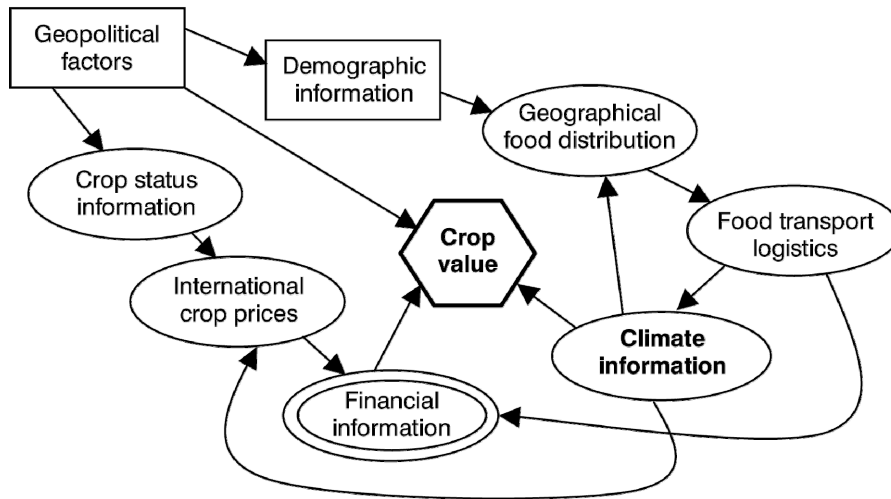 Geopolitical
factors
Demographic
information
Geographical
food distribution
Crop status
information
Food transport
logistics
Crop
value
International
crop prices
Climate
information
Financial
information